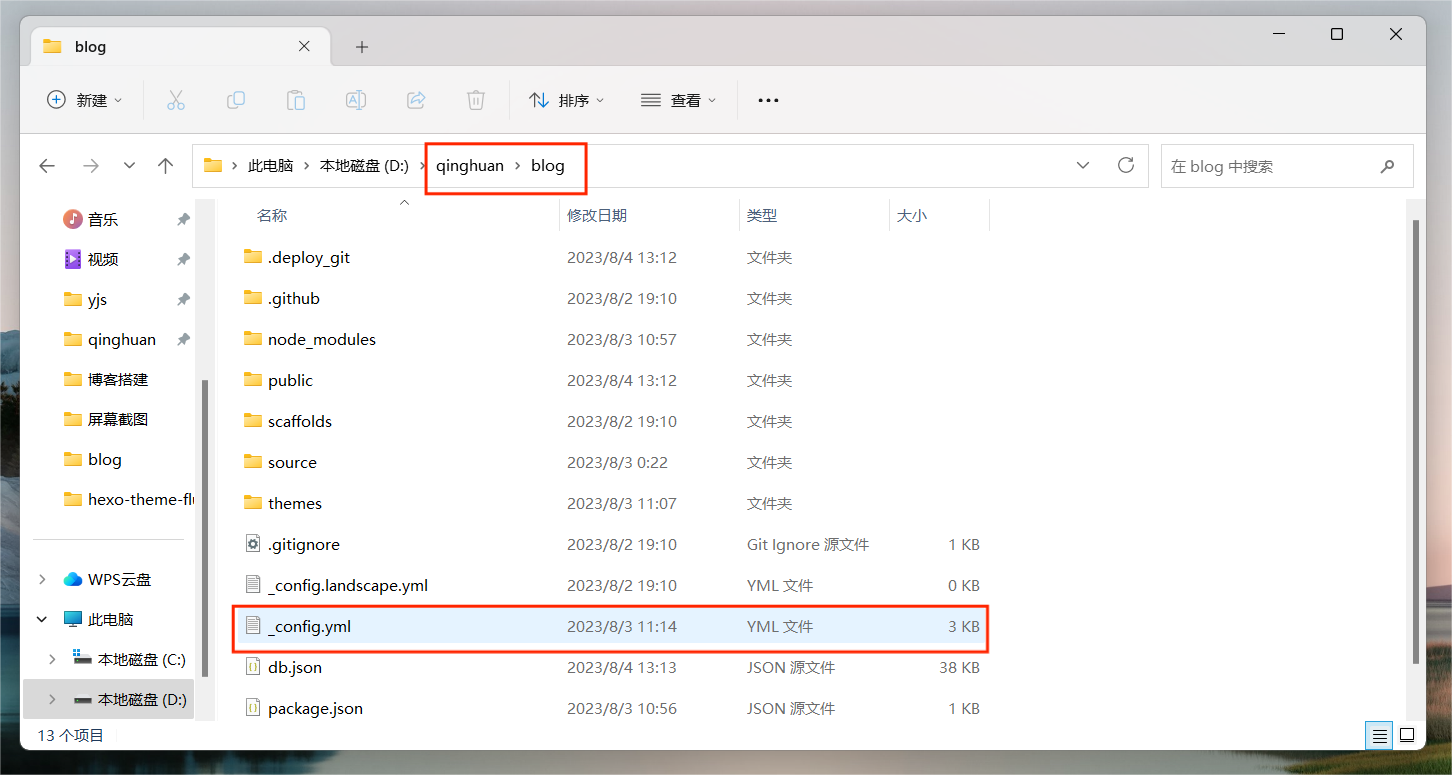 blog
新建
排序
查看
此电脑
本地磁盘 (D:)
qinghuan
blog
在 blog 中搜索
音乐
视频
yjs
qinghuan
博客搭建
屏幕截图
blog
hexo-theme-flu
WPS云盘
此电脑
本地磁盘 (C:)
本地磁盘 (D:)
名称 修改日期 类型 大小
.deploy_git 2023/8/4 13:12 文件夹
.github 2023/8/2 19:10 文件夹
node_modules 2023/8/3 10:57 文件夹
public 2023/8/4 13:12 文件夹
scaffolds 2023/8/2 19:10 文件夹
source 2023/8/3 0:22 文件夹
themes 2023/8/3 11:07 文件夹
.gitignore 2023/8/2 19:10 Git Ignore 源文件 1 KB
_config.landscape.yml 2023/8/2 19:10 YML 文件 0 KB
_config.yml 2023/8/3 11:14 YML 文件 3 KB
db.json 2023/8/4 13:13 JSON 源文件 38 KB
package.json 2023/8/3 10:56 JSON 源文件 1 KB
13 个项目